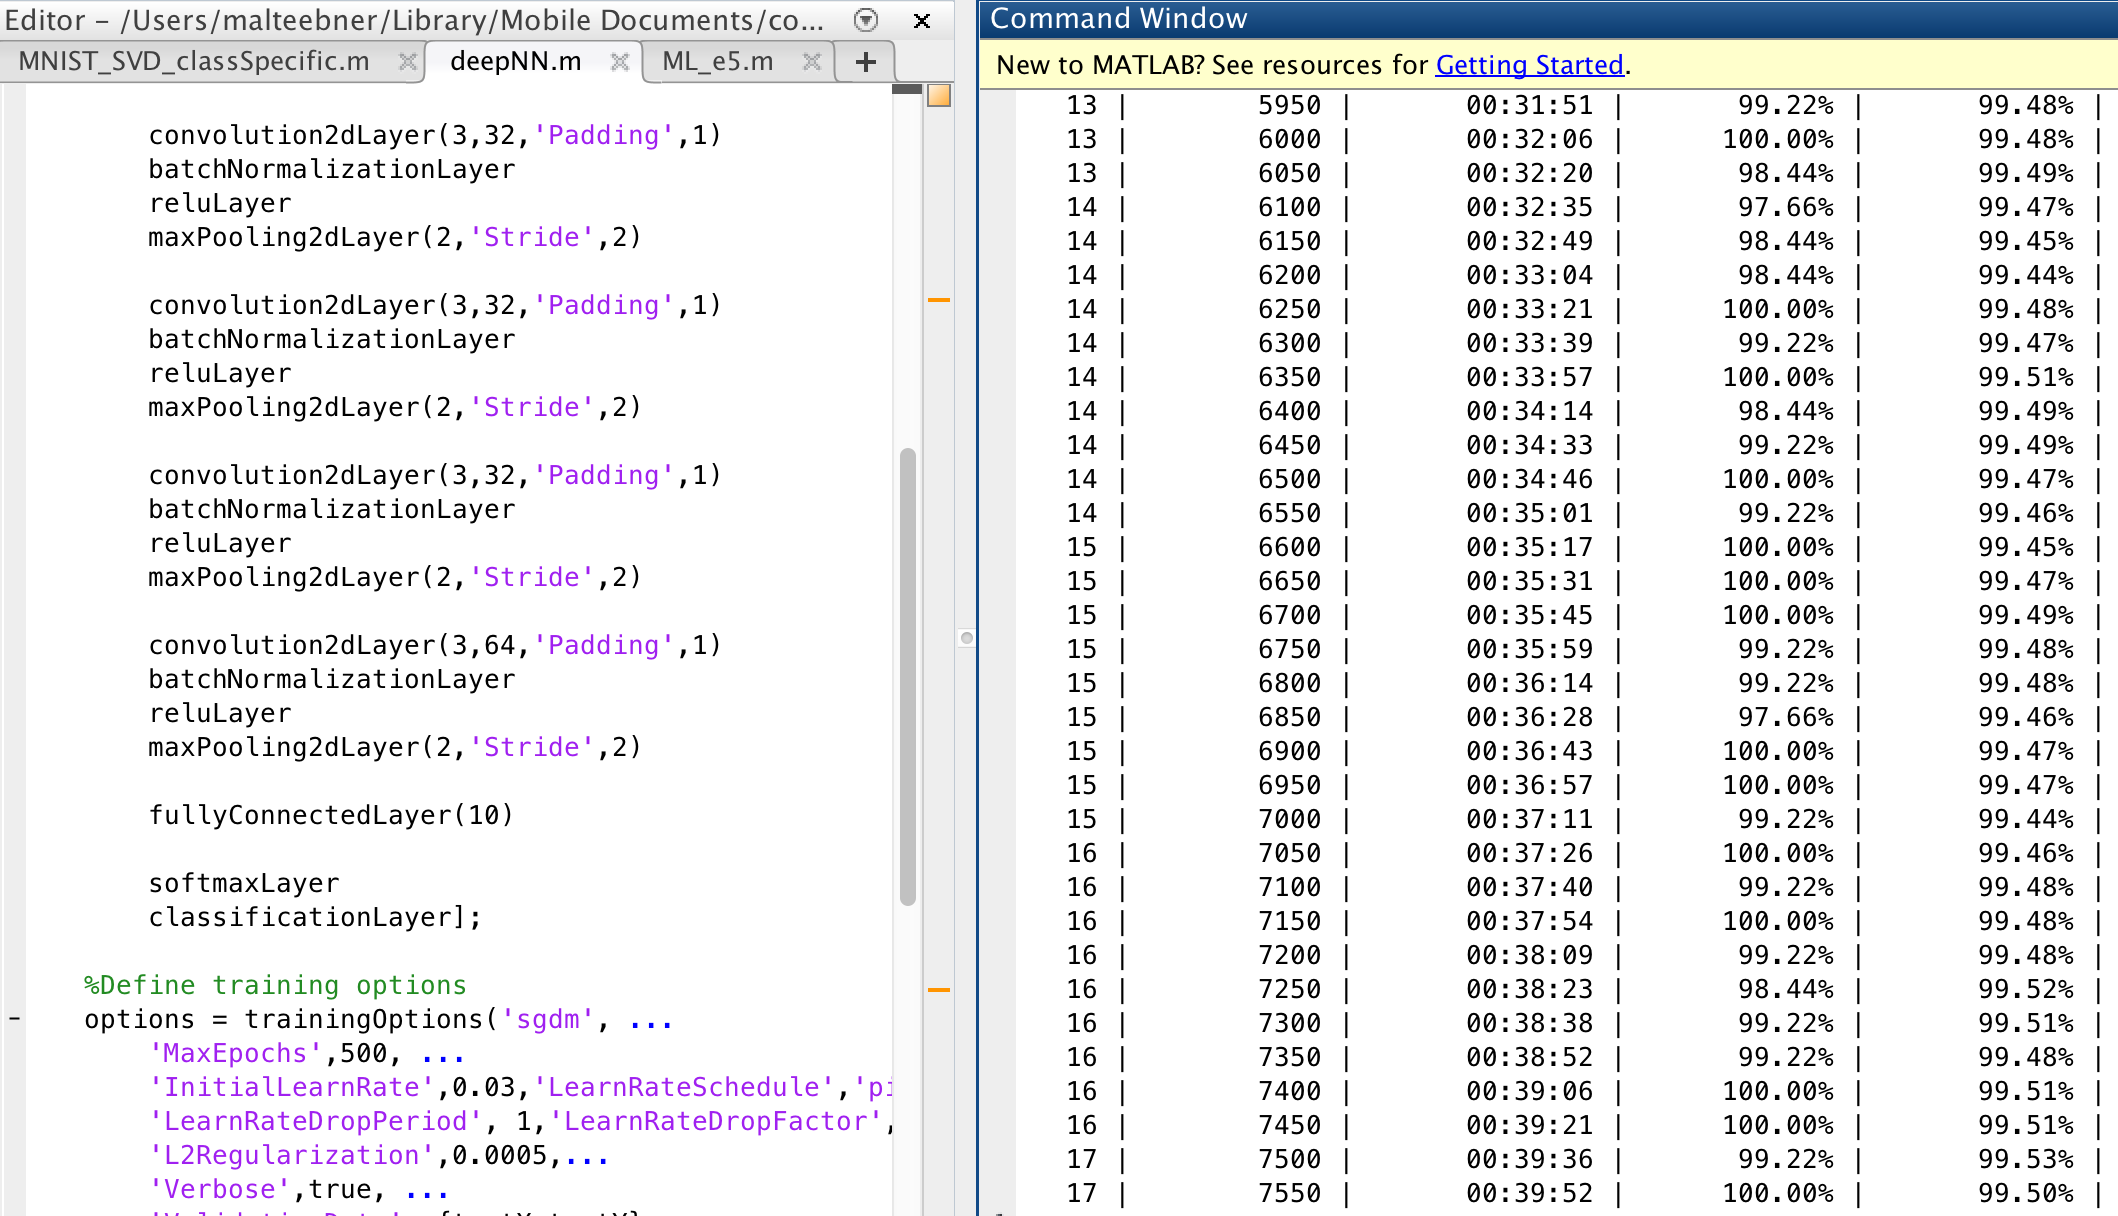 Editor – /Users/malteebner/Library/Mobile Documents/co...
MNIST_SVD_classSpecific.m
deepNN.m
ML_e5.m
+
convolution2dLayer(3,32,'Padding',1)
batchNormalizationLayer
reluLayer
maxPooling2dLayer(2,'Stride',2)
convolution2dLayer(3,32,'Padding',1)
batchNormalizationLayer
reluLayer
maxPooling2dLayer(2,'Stride',2)
convolution2dLayer(3,32,'Padding',1)
batchNormalizationLayer
reluLayer
maxPooling2dLayer(2,'Stride',2)
convolution2dLayer(3,64,'Padding',1)
batchNormalizationLayer
reluLayer
maxPooling2dLayer(2,'Stride',2)
fullyConnectedLayer(10)
softmaxLayer
classificationLayer];
%Define training options
options = trainingOptions('sgdm', ...
'MaxEpochs',500, ...
'InitialLearnRate',0.03,'LearnRateSchedule','pi
'LearnRateDropPeriod', 1,'LearnRateDropFactor',
'L2Regularization',0.0005,...
'Verbose',true, ...
Command Window
New to MATLAB? See resources for Getting Started.
13 | 5950 | 00:31:51 | 99.22% | 99.48% |
13 | 6000 | 00:32:06 | 100.00% | 99.48% |
13 | 6050 | 00:32:20 | 98.44% | 99.49% |
14 | 6100 | 00:32:35 | 97.66% | 99.47% |
14 | 6150 | 00:32:49 | 98.44% | 99.45% |
14 | 6200 | 00:33:04 | 98.44% | 99.44% |
14 | 6250 | 00:33:21 | 100.00% | 99.48% |
14 | 6300 | 00:33:39 | 99.22% | 99.47% |
14 | 6350 | 00:33:57 | 100.00% | 99.51% |
14 | 6400 | 00:34:14 | 98.44% | 99.49% |
14 | 6450 | 00:34:33 | 99.22% | 99.49% |
14 | 6500 | 00:34:46 | 100.00% | 99.47% |
14 | 6550 | 00:35:01 | 99.22% | 99.46% |
15 | 6600 | 00:35:17 | 100.00% | 99.45% |
15 | 6650 | 00:35:31 | 100.00% | 99.47% |
15 | 6700 | 00:35:45 | 100.00% | 99.49% |
15 | 6750 | 00:35:59 | 99.22% | 99.48% |
15 | 6800 | 00:36:14 | 99.22% | 99.48% |
15 | 6850 | 00:36:28 | 97.66% | 99.46% |
15 | 6900 | 00:36:43 | 100.00% | 99.47% |
15 | 6950 | 00:36:57 | 100.00% | 99.47% |
15 | 7000 | 00:37:11 | 99.22% | 99.44% |
16 | 7050 | 00:37:26 | 100.00% | 99.46% |
16 | 7100 | 00:37:40 | 99.22% | 99.48% |
16 | 7150 | 00:37:54 | 100.00% | 99.48% |
16 | 7200 | 00:38:09 | 99.22% | 99.48% |
16 | 7250 | 00:38:23 | 98.44% | 99.52% |
16 | 7300 | 00:38:38 | 99.22% | 99.51% |
16 | 7350 | 00:38:52 | 99.22% | 99.48% |
16 | 7400 | 00:39:06 | 100.00% | 99.51% |
16 | 7450 | 00:39:21 | 100.00% | 99.51% |
17 | 7500 | 00:39:36 | 99.22% | 99.53% |
17 | 7550 | 00:39:52 | 100.00% | 99.50% |